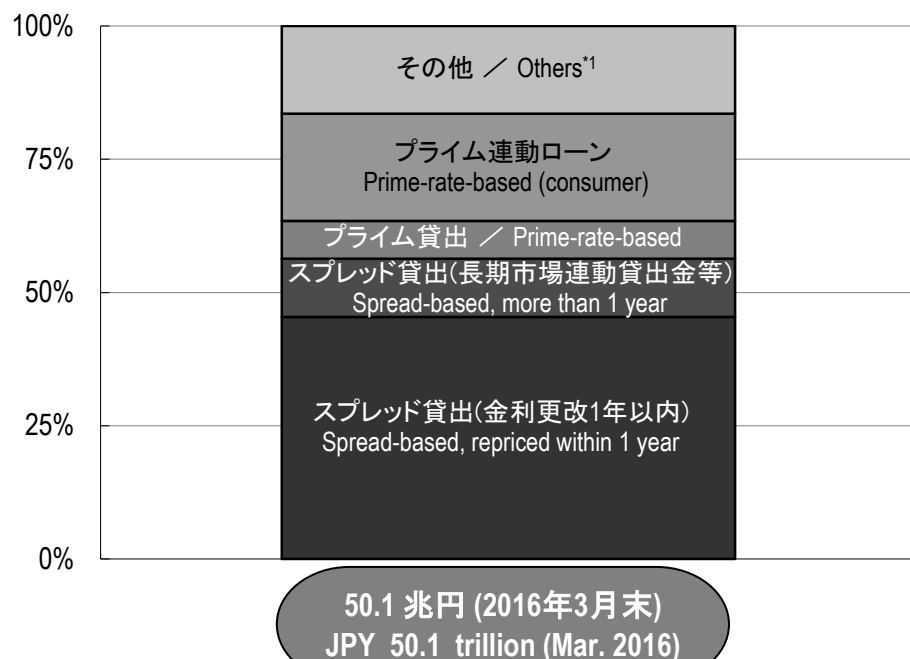 100%
その他 ／ Others*1
プライム連動ローン
75%
Prime-rate-based (consumer)
プライム貸出 ／ Prime-rate-based
スプレッド貸出(長期市場連動貸出金等)
50%
Spread-based, more than 1 year
スプレッド貸出(金利更改1年以内)
25%
Spread-based, repriced within 1 year
0%
50.1 兆円 (2016年3月末)
JPY 50.1 trillion (Mar. 2016)